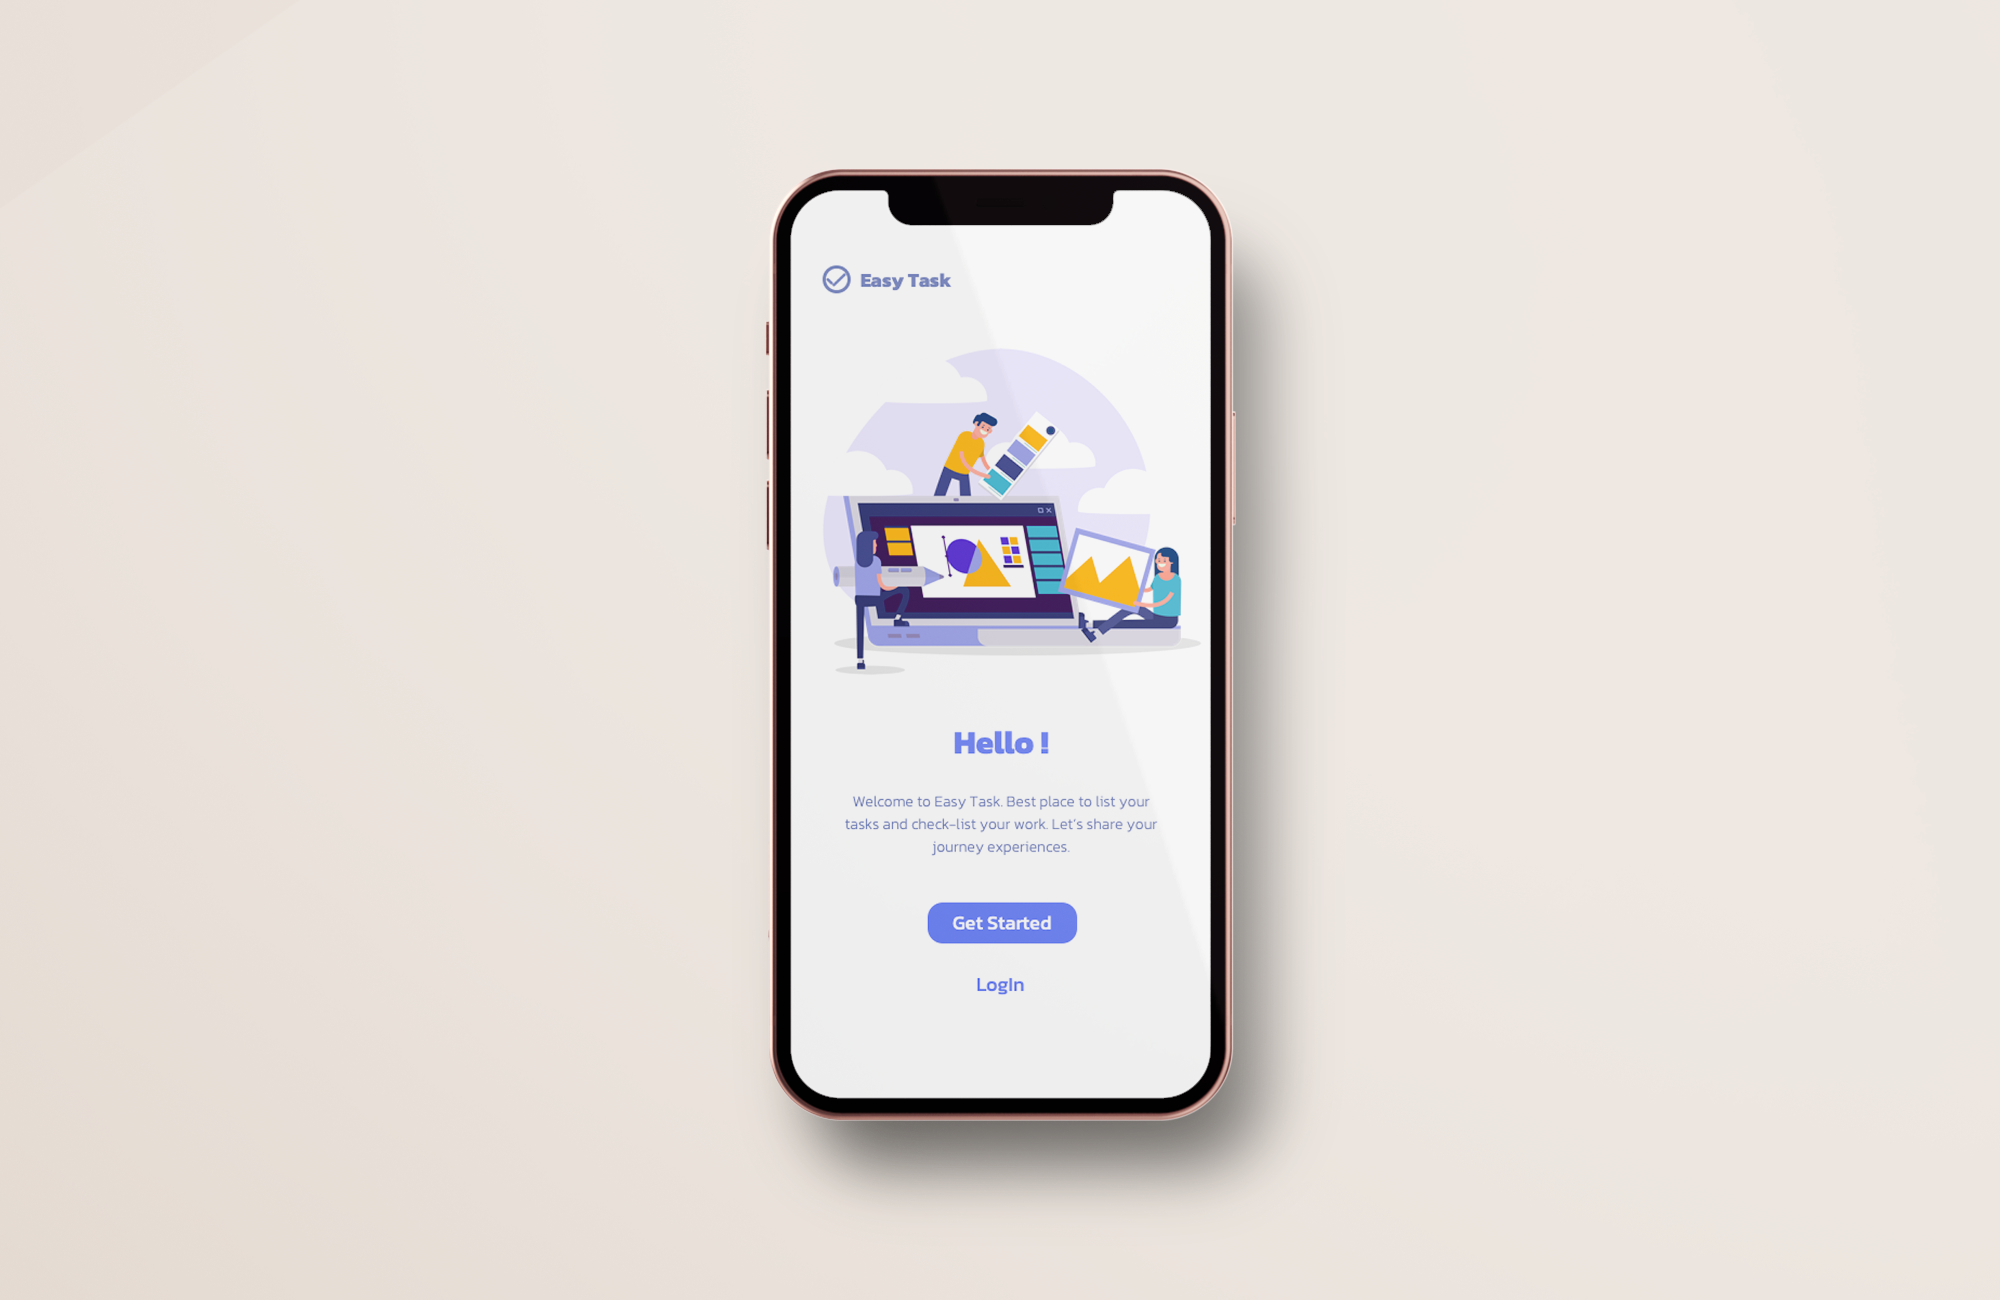 Easy Task
Hello !
Welcome to Easy Task. Best place to list your
tasks and check-list your work. Let's share your
journey experiences.
Get Started
LogIn